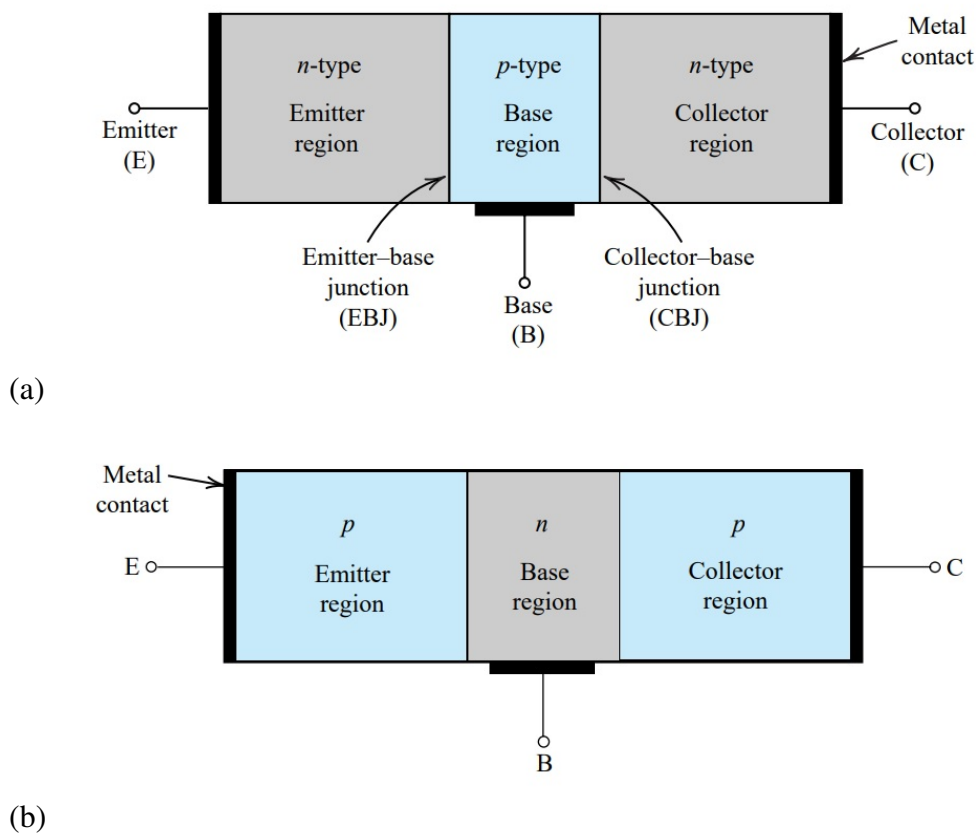 n-type
Emitter
region
p-type
Base
region
n-type
Collector
region
Metal
contact
Emitter
(E)
Collector
(C)
Emitter–base
junction
(EBJ)
Base
(B)
Collector–base
junction
(CBJ)
(a)
Metal
contact
p
Emitter
region
n
Base
region
p
Collector
region
E
C
B
(b)